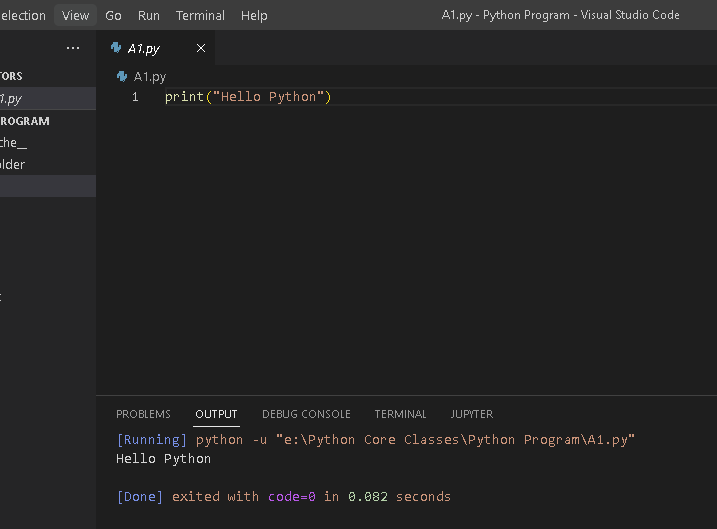 election View Go Run Terminal Help A1.py - Python Program - Visual Studio Code
··· A1.py ×
TORS
A1.py
1.py
ROGRAM
1 print("Hello Python")
che__
older
PROBLEMS OUTPUT DEBUG CONSOLE TERMINAL JUPYTER
[Running] python -u "e:\Python Core Classes\Python Program\A1.py"
Hello Python
[Done] exited with code=0 in 0.082 seconds